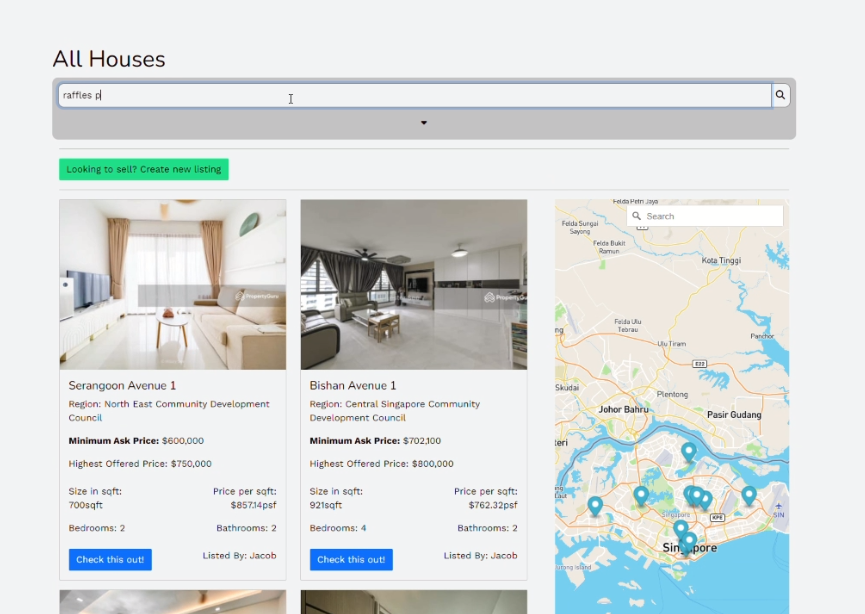 All Houses
raffles p
Looking to sell? Create new listing
PropertyGuru
Serangoon Avenue 1
Region: North East Community Development
Council
Minimum Ask Price: $600,000
Highest Offered Price: $750,000
Size in sqft:
700sqft
Price per sqft:
$857.14psf
Bedrooms: 2
Bathrooms: 2
Check this out!
Listed By: Jacob
Bishan Avenue 1
Region: Central Singapore Community
Development Council
Minimum Ask Price: $702,100
Highest Offered Price: $800,000
Size in sqft:
921sqft
Price per sqft:
$762.32psf
Bedrooms: 4
Bathrooms: 2
Check this out!
Listed By: Jacob
Felda Petri Jaya
Search
Felda Sungai
Sayong
Felda Bukit
Ramun
Kota Tinggi
Felda Ulu
Tebrau
Panchor
Ulu Tiram
E22
Skudai
Plentong
Johor Bahru
Pasir Gudang
Singapore
KPE
SIN
Singapore